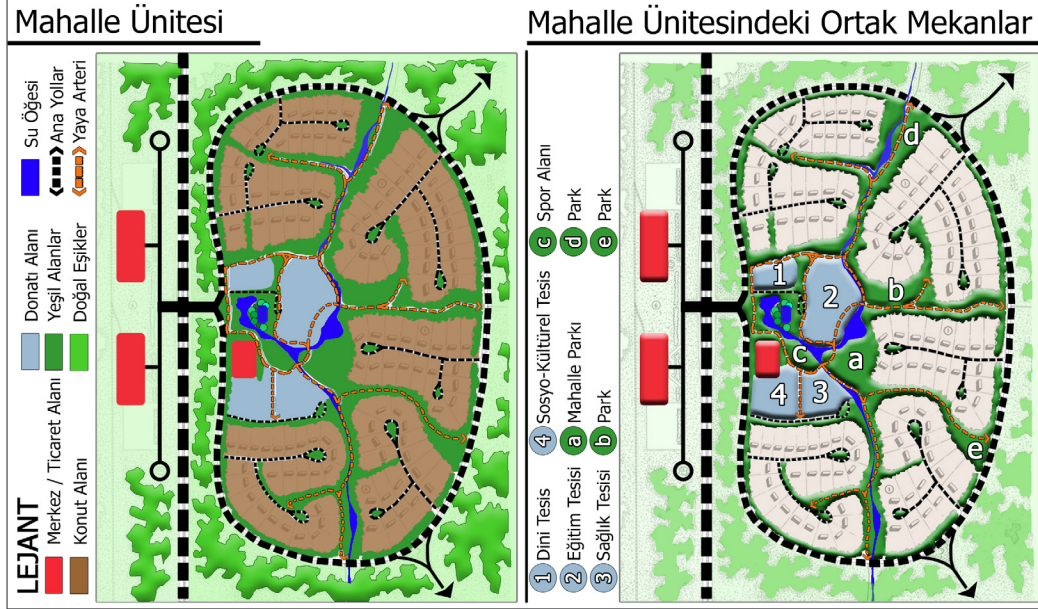 Mahalle Ünitesi
LEJANT
Merkez / Ticaret Alanı
Konut Alanı
Donatı Alanı
Yeşil Alanlar
Doğal Eşikler
Su Öğesi
Ana Yollar
Yaya Arteri
Mahalle Ünitesindeki Ortak Mekanlar
1 Dini Tesis
2 Eğitim Tesisi
3 Sağlık Tesisi
4 Sosyo-Kültürel Tesis
a Mahalle Parkı
b Park
c Spor Alanı
d Park
e Park
d
1
2
b
c
a
4
3
e